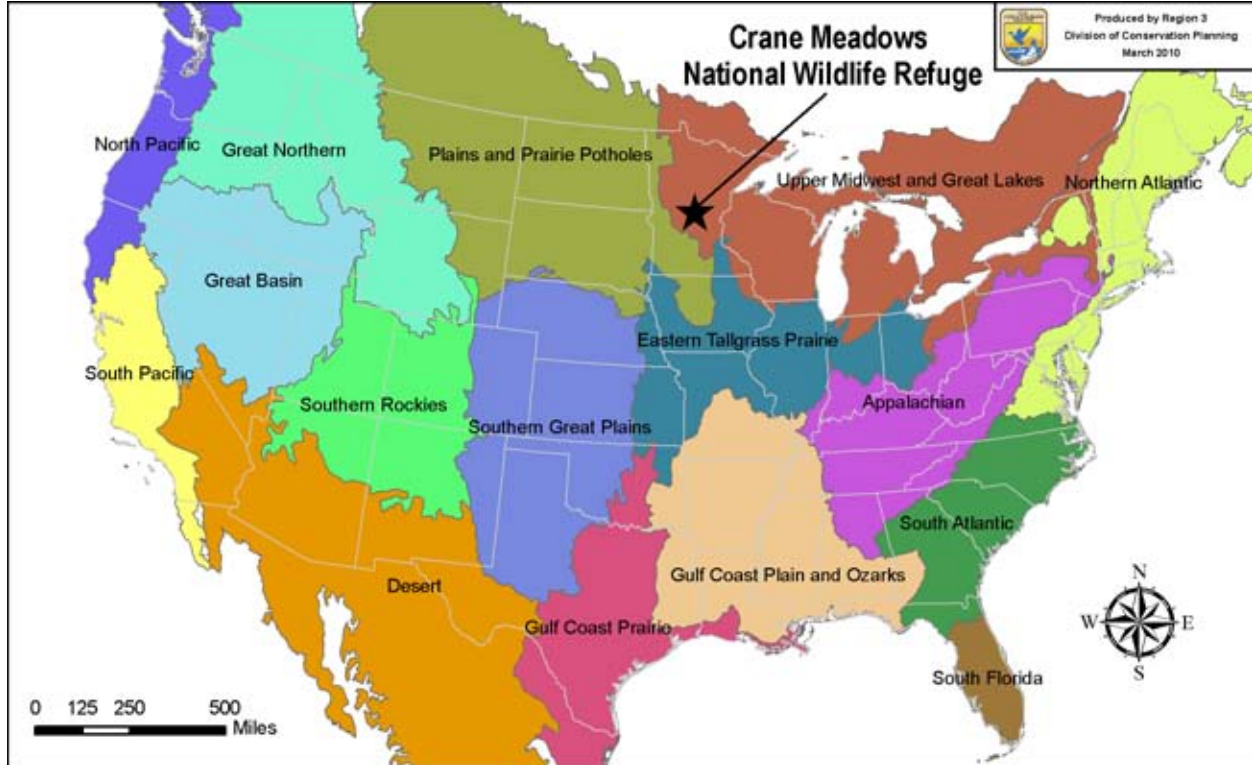 Produced by Region 3
Division of Conservation Planning
March 2010
Crane Meadows
National Wildlife Refuge
North Pacific
Great Northern
Plains and Prairie Potholes
Upper Midwest and Great Lakes
Northern Atlantic
Great Basin
Eastern Tallgrass Prairie
South Pacific
Southern Rockies
Southern Great Plains
Appalachian
South Atlantic
Desert
Gulf Coast Plain and Ozarks
Gulf Coast Prairie
South Florida
N
W
E
S
0 125 250 500
Miles